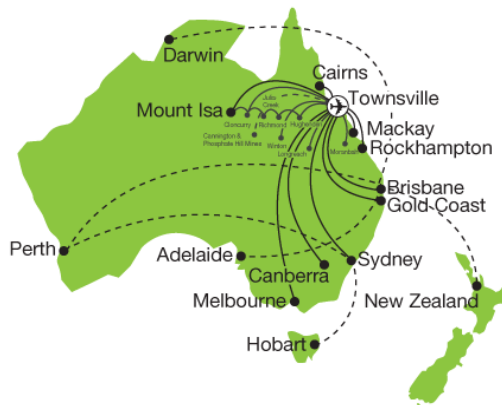 Darwin
Cairns
Julia
Creek
Townsville
Mount Isa
Cloncurry
Richmond
Hughenden
Mackay
Cannington &
Phosphate Hill Mines
Winton
Longreach
Moranbah
Rockhampton
Brisbane
Gold Coast
Perth
Adelaide
Canberra
Sydney
Melbourne
New Zealand
Hobart